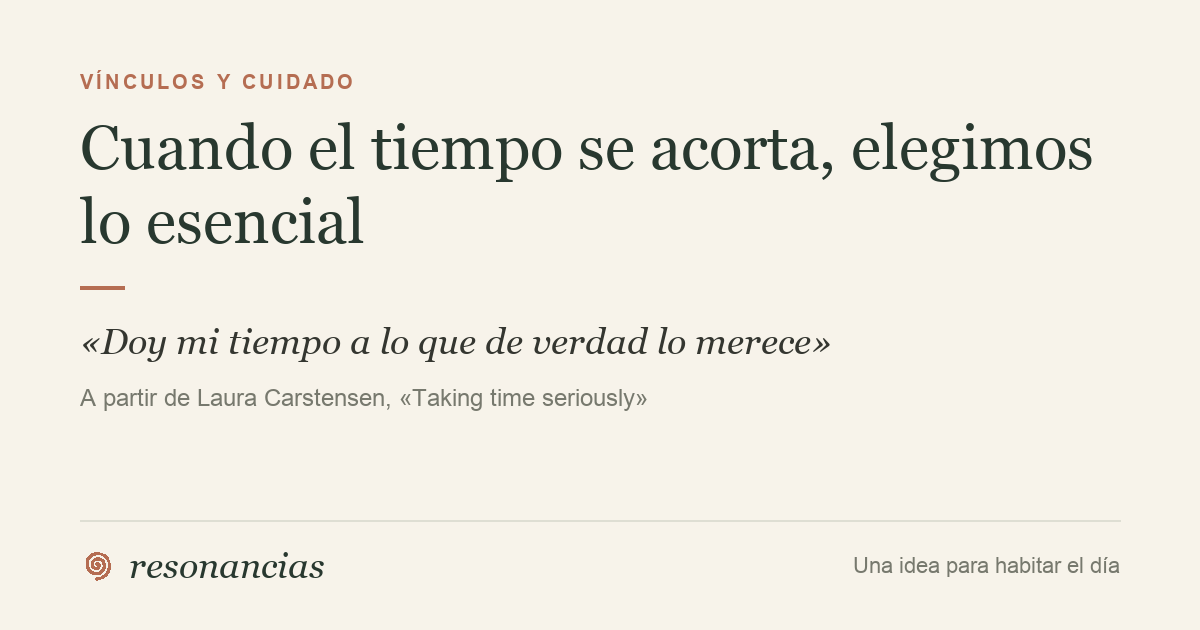 VÍNCULOS Y CUIDADO
Cuando el tiempo se acorta, elegimos
lo esencial
«Doy mi tiempo a lo que de verdad lo merece»
A partir de Laura Carstensen, «Taking time seriously»
resonancias
Una idea para habitar el día